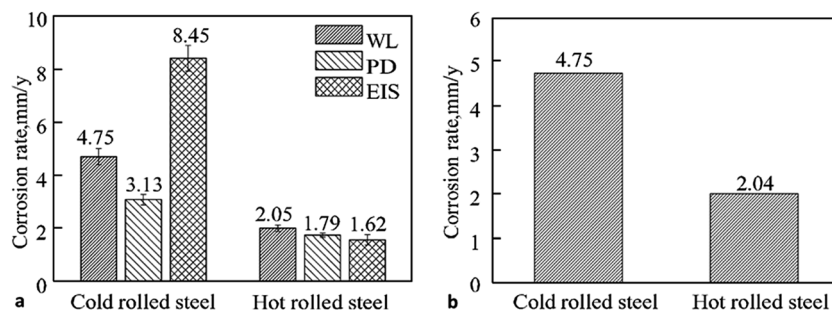 10
8
6
4
2
0
Corrosion rate,mm/y
8.45
4.75
3.13
2.05
1.79
1.62
WL
PD
EIS
a
Cold rolled steel
Hot rolled steel
6
5
4
3
2
1
0
Corrosion rate,mm/y
4.75
2.04
b
Cold rolled steel
Hot rolled steel